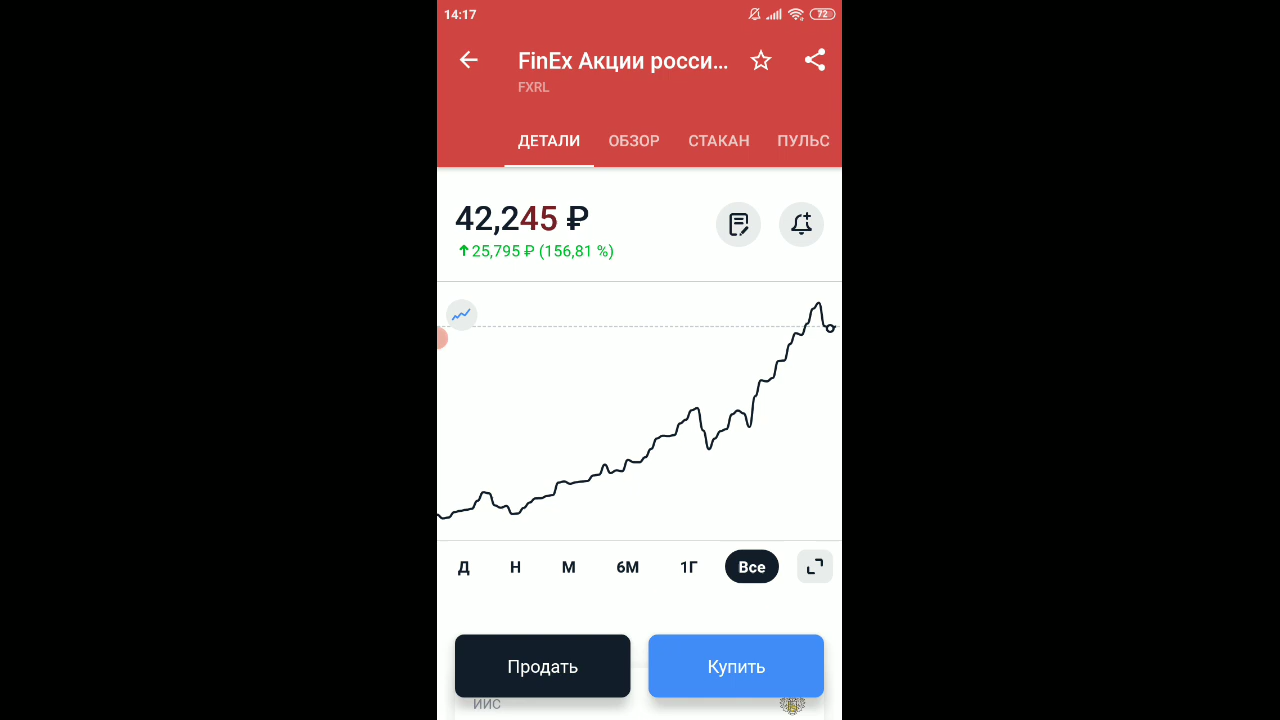 14:17
72
FinEx Акции росси...
FXRL
ДЕТАЛИ ОБЗОР СТАКАН ПУЛЬС
42,245 ₽
25,795 ₽ (156,81 %)
Д Н М 6М 1Г Все
Продать Купить
ИИС